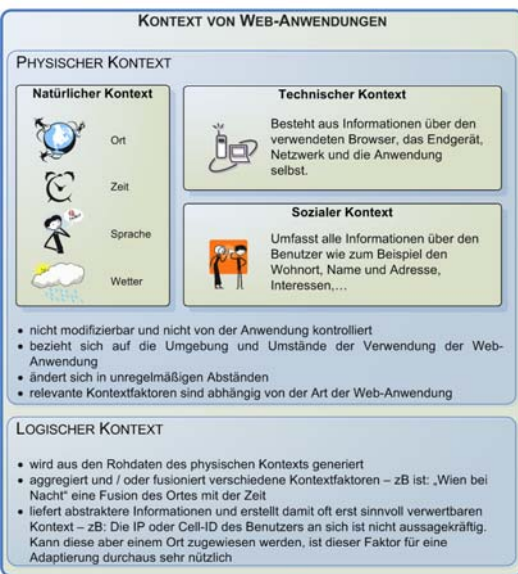 KONTEXT VON WEB-ANWENDUNGEN
PHYSISCHER KONTEXT
Natürlicher Kontext
Ort
Zeit
Sprache
Wetter
Technischer Kontext
Besteht aus Informationen über den
verwendeten Browser, das Endgerät,
Netzwerk und die Anwendung
selbst.
Sozialer Kontext
Umfasst alle Informationen über den
Benutzer wie zum Beispiel den
Wohnort, Name und Adresse,
Interessen,...
• nicht modifizierbar und nicht von der Anwendung kontrolliert
• bezieht sich auf die Umgebung und Umstände der Verwendung der Web-
Anwendung
• ändert sich in unregelmäßigen Abständen
• relevante Kontextfaktoren sind abhängig von der Art der Web-Anwendung
LOGISCHER KONTEXT
• wird aus den Rohdaten des physischen Kontexts generiert
• aggregiert und / oder fusioniert verschiedene Kontextfaktoren – zB ist: „Wien bei
Nacht“ eine Fusion des Ortes mit der Zeit
• liefert abstraktere Informationen und erstellt damit oft erst sinnvoll verwertbaren
Kontext – zB: Die IP oder Cell-ID des Benutzers an sich ist nicht aussagekräftig.
Kann diese aber einem Ort zugewiesen werden, ist dieser Faktor für eine
Adaptierung durchaus sehr nützlich